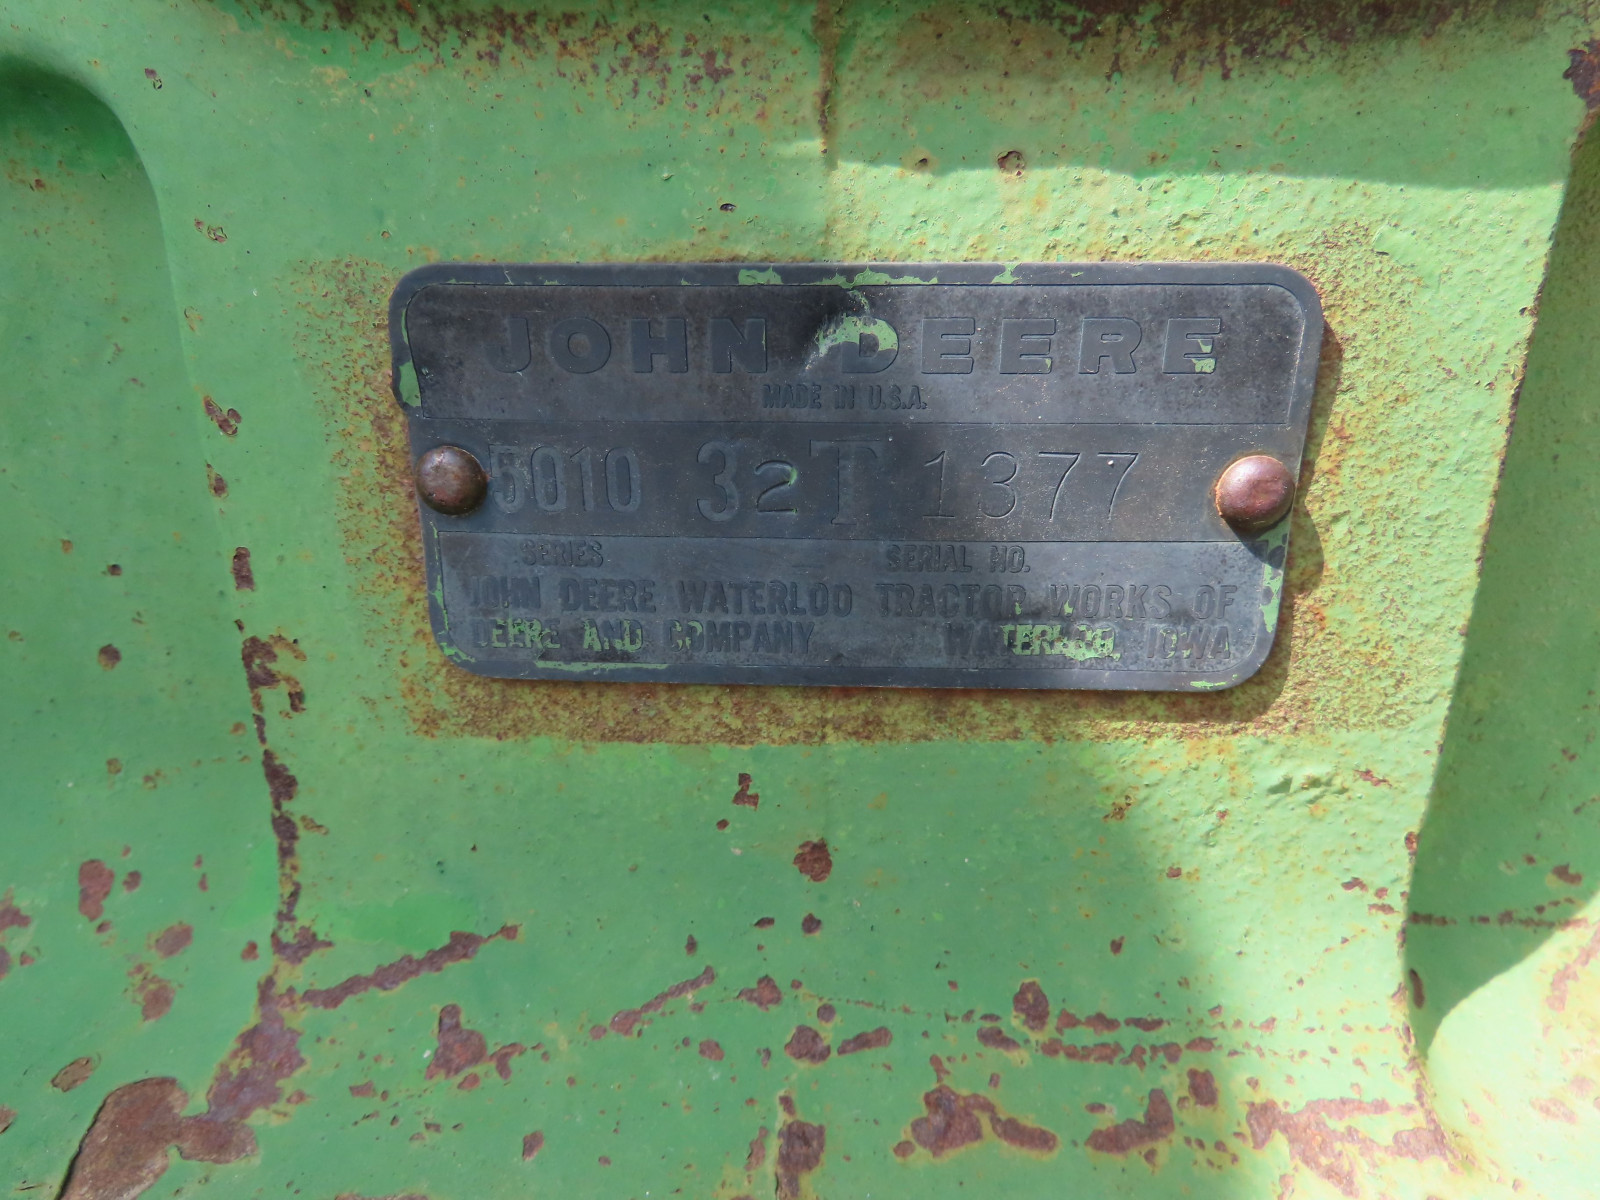 JOHN DEERE
MADE IN U.S.A.
5010 32T 1377
SERIES SERIAL NO.
JOHN DEERE WATERLOO TRACTOR WORKS OF
DEERE AND COMPANY WATERLOO, IOWA